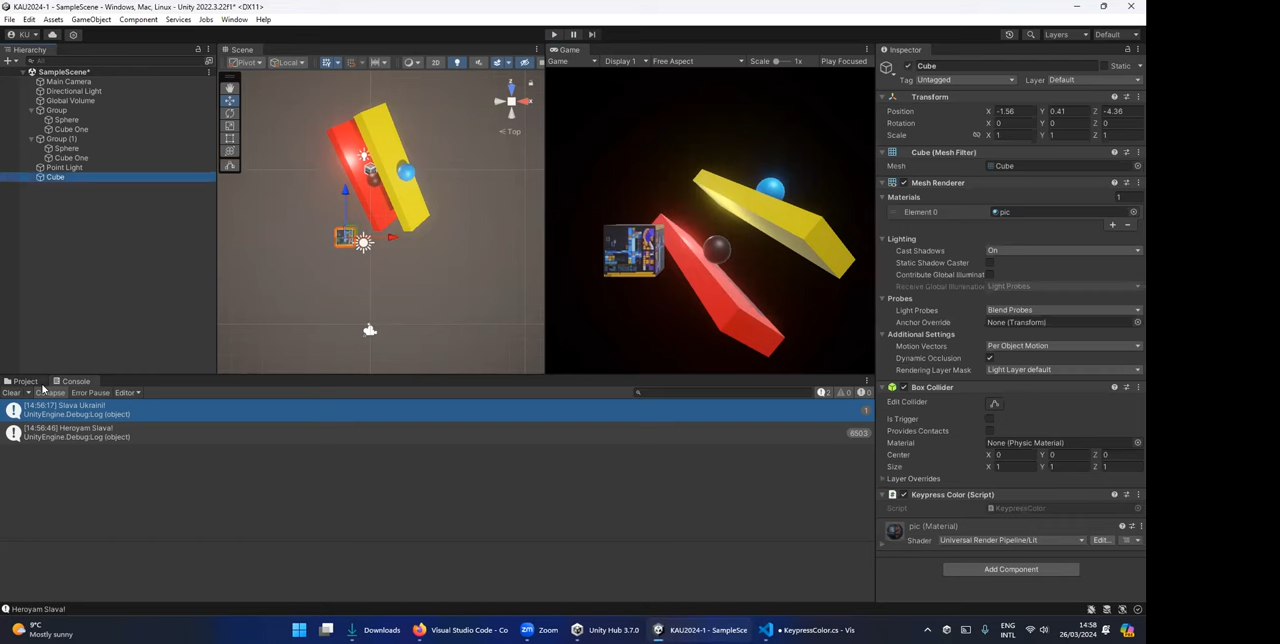 KAU2024-1 - SampleScene - Windows, Mac, Linux - Unity 2022.3.22f1* <DX11>
File Edit Assets GameObject Component Services Jobs Window Help
KU
Layers Default
Hierarchy
All
SampleScene*
Main Camera
Directional Light
Global Volume
Group
Sphere
Cube One
Group (1)
Sphere
Cube One
Point Light
Cube
Scene
Pivot Local 2D
Top
Game
Game Display 1 Free Aspect Scale 1x Play Focused
Inspector
Cube Static
Tag Untagged Layer Default
Transform
Position X -1.56 Y 0.41 Z -4.36
Rotation X 0 Y 0 Z 0
Scale X 1 Y 1 Z 1
Cube (Mesh Filter)
Mesh Cube
Mesh Renderer
Materials 1
Element 0 pic
Lighting
Cast Shadows On
Static Shadow Caster
Contribute Global Illuminat
Receive Global Illumination Light Probes
Probes
Light Probes Blend Probes
Anchor Override None (Transform)
Additional Settings
Motion Vectors Per Object Motion
Dynamic Occlusion
Rendering Layer Mask Light Layer default
Box Collider
Edit Collider
Is Trigger
Provides Contacts
Material None (Physic Material)
Center X 0 Y 0 Z 0
Size X 1 Y 1 Z 1
Layer Overrides
Keypress Color (Script)
Script KeypressColor
pic (Material)
Shader Universal Render Pipeline/Lit Edit...
Add Component
Project Console
Clear Collapse Error Pause Editor 2 0 0
[14:56:17] Slava Ukraini!
UnityEngine.Debug:Log (object)
1
[14:56:46] Heroyam Slava!
UnityEngine.Debug:Log (object)
6503
Heroyam Slava!
9°C
Mostly sunny
Downloads Visual Studio Code - Co Zoom Unity Hub 3.7.0 KAU2024-1 - SampleSce • KeypressColor.cs - Vis
ENG
INTL
14:58
26/03/2024